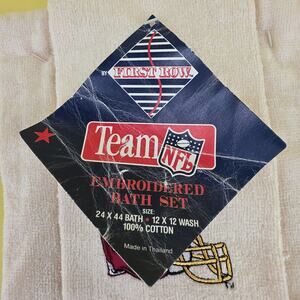 BY FIRST ROW
Team NFL
EMBROIDERED
BATH SET
SIZE:
24 X 44 BATH • 12 X 12 WASH
100% COTTON
Made in Thailand